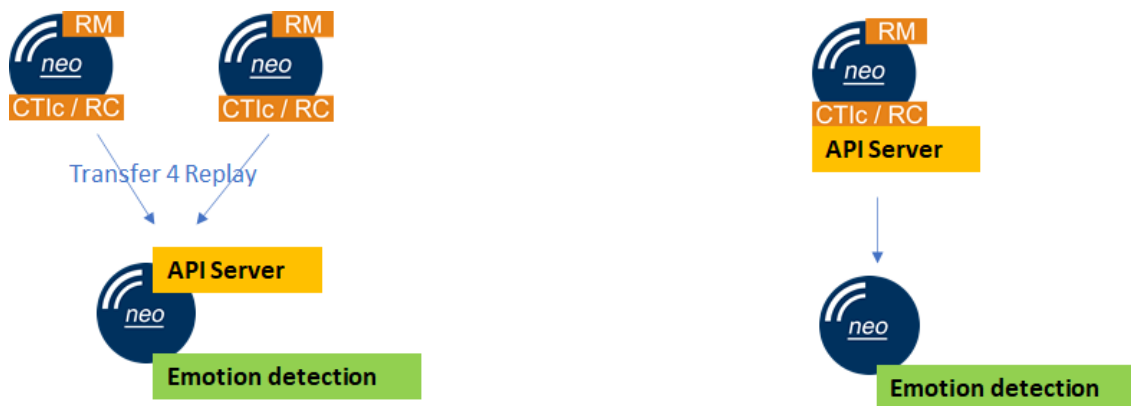 RM
neo
CTIc / RC
RM
neo
CTIc / RC
Transfer 4 Replay
API Server
neo
Emotion detection
RM
neo
CTIc / RC
API Server
neo
Emotion detection